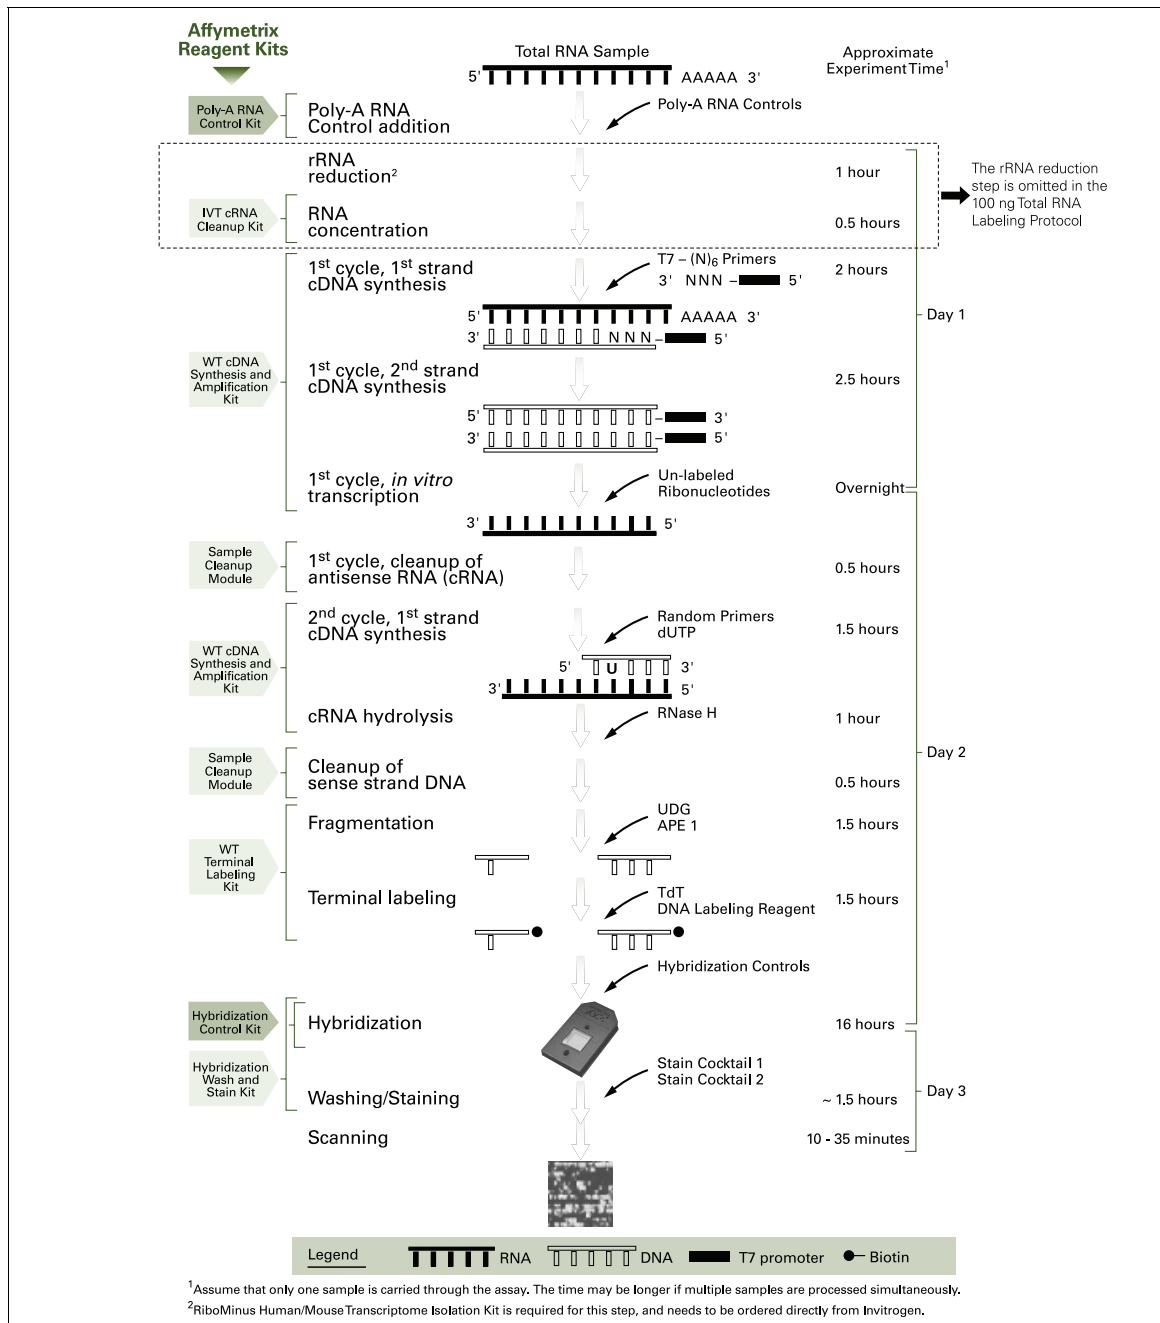 Affymetrix
Reagent Kits
Total RNA Sample
Approximate
Experiment Time1
5' AAAAA 3'
Poly-A RNA
Control Kit
Poly-A RNA
Control addition
Poly-A RNA Controls
rRNA
reduction2
1 hour
The rRNA reduction
step is omitted in the
100 ng Total RNA
Labeling Protocol
IVT cRNA
Cleanup Kit
RNA
concentration
0.5 hours
1st cycle, 1st strand
cDNA synthesis
T7 – (N)6 Primers
3' NNN – 5'
2 hours
5' AAAAA 3'
3' N N N – 5'
Day 1
WT cDNA
Synthesis and
Amplification
Kit
1st cycle, 2nd strand
cDNA synthesis
2.5 hours
5' – 3'
3' – 5'
1st cycle, in vitro
transcription
Un-labeled
Ribonucleotides
Overnight
3' 5'
Sample
Cleanup
Module
1st cycle, cleanup of
antisense RNA (cRNA)
0.5 hours
2nd cycle, 1st strand
cDNA synthesis
Random Primers
dUTP
1.5 hours
WT cDNA
Synthesis and
Amplification
Kit
5' U 3'
3' 5'
cRNA hydrolysis
RNase H
1 hour
Day 2
Sample
Cleanup
Module
Cleanup of
sense strand DNA
0.5 hours
Fragmentation
UDG
APE 1
1.5 hours
WT
Terminal
Labeling
Kit
Terminal labeling
TdT
DNA Labeling Reagent
1.5 hours
Hybridization Controls
Hybridization
Control Kit
Hybridization
16 hours
Hybridization
Wash and
Stain Kit
Stain Cocktail 1
Stain Cocktail 2
Washing/Staining
~ 1.5 hours
Day 3
Scanning
10 - 35 minutes
Legend RNA DNA T7 promoter Biotin
1Assume that only one sample is carried through the assay. The time may be longer if multiple samples are processed simultaneously.
2RiboMinus Human/Mouse Transcriptome Isolation Kit is required for this step, and needs to be ordered directly from Invitrogen.